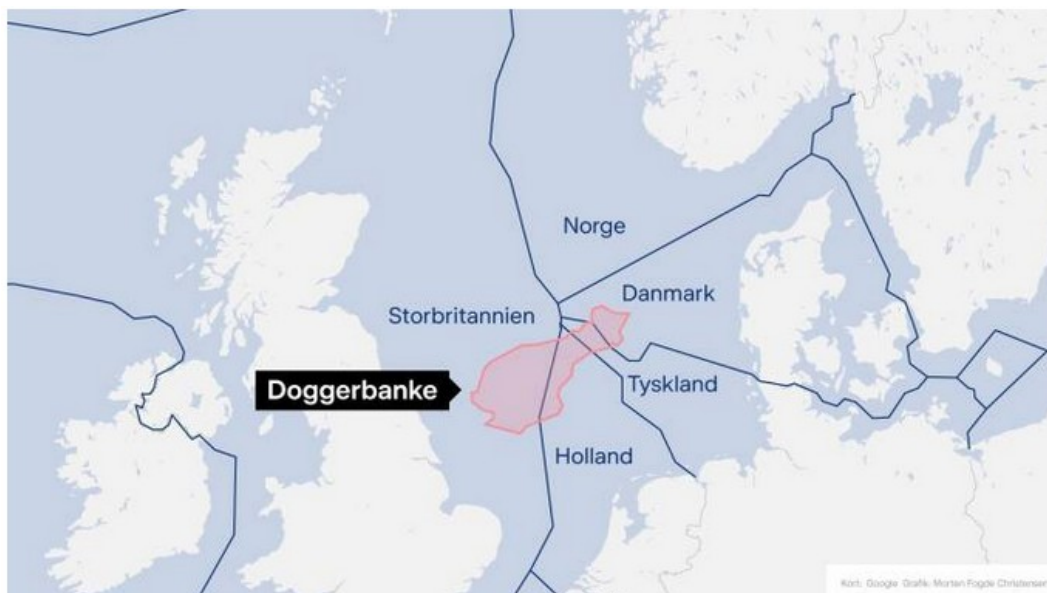 Norge
Danmark
Storbritannien
Doggerbanke
Tyskland
Holland
Kort: Google Grafik: Morten Fogde Christensen